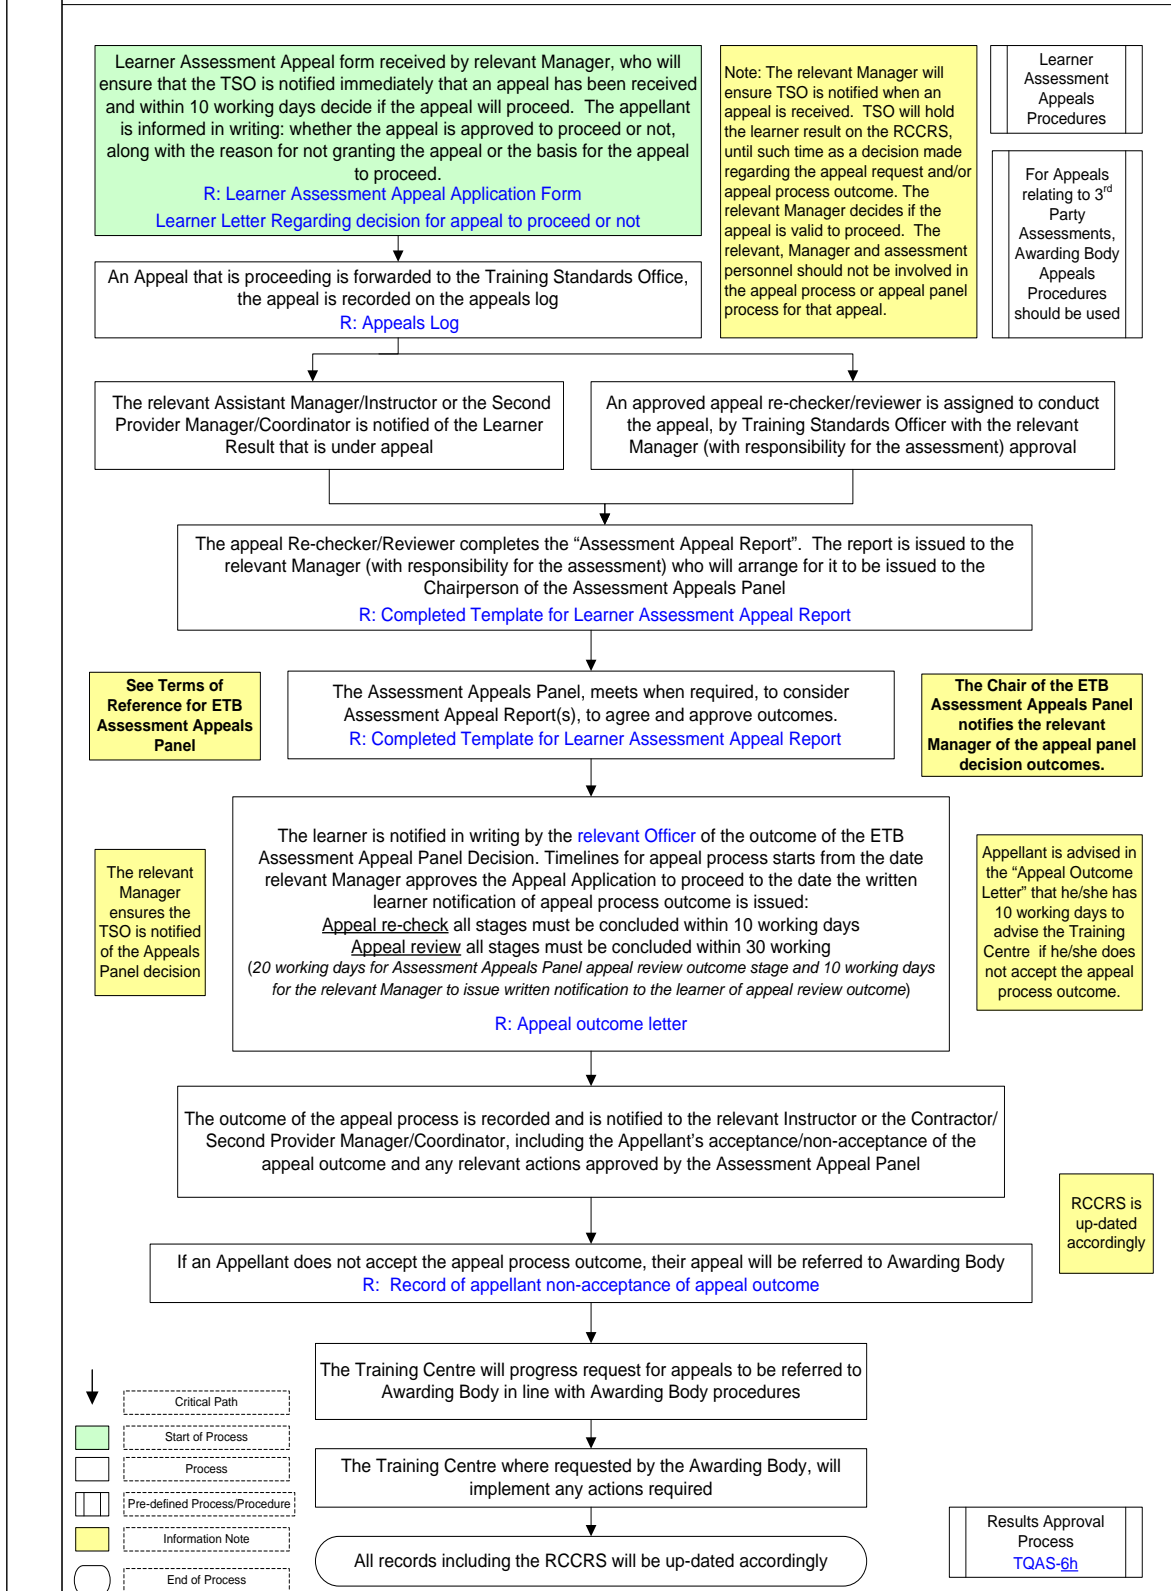 Learner Assessment Appeal form received by relevant Manager, who will
ensure that the TSO is notified immediately that an appeal has been received
and within 10 working days decide if the appeal will proceed. The appellant
is informed in writing: whether the appeal is approved to proceed or not,
along with the reason for not granting the appeal or the basis for the appeal
to proceed.
R: Learner Assessment Appeal Application Form
Learner Letter Regarding decision for appeal to proceed or not
Note: The relevant Manager will
ensure TSO is notified when an
appeal is received. TSO will hold
the learner result on the RCCRS,
until such time as a decision made
regarding the appeal request and/or
appeal process outcome. The
relevant Manager decides if the
appeal is valid to proceed. The
relevant, Manager and assessment
personnel should not be involved in
the appeal process or appeal panel
process for that appeal.
Learner
Assessment
Appeals
Procedures
For Appeals
relating to 3rd
Party
Assessments,
Awarding Body
Appeals
Procedures
should be used
An Appeal that is proceeding is forwarded to the Training Standards Office,
the appeal is recorded on the appeals log
R: Appeals Log
The relevant Assistant Manager/Instructor or the Second
Provider Manager/Coordinator is notified of the Learner
Result that is under appeal
An approved appeal re-checker/reviewer is assigned to conduct
the appeal, by Training Standards Officer with the relevant
Manager (with responsibility for the assessment) approval
The appeal Re-checker/Reviewer completes the “Assessment Appeal Report”. The report is issued to the
relevant Manager (with responsibility for the assessment) who will arrange for it to be issued to the
Chairperson of the Assessment Appeals Panel
R: Completed Template for Learner Assessment Appeal Report
See Terms of
Reference for ETB
Assessment Appeals
Panel
The Assessment Appeals Panel, meets when required, to consider
Assessment Appeal Report(s), to agree and approve outcomes.
R: Completed Template for Learner Assessment Appeal Report
The Chair of the ETB
Assessment Appeals Panel
notifies the relevant
Manager of the appeal panel
decision outcomes.
The relevant
Manager
ensures the
TSO is notified
of the Appeals
Panel decision
The learner is notified in writing by the relevant Officer of the outcome of the ETB
Assessment Appeal Panel Decision. Timelines for appeal process starts from the date
relevant Manager approves the Appeal Application to proceed to the date the written
learner notification of appeal process outcome is issued:
Appeal re-check all stages must be concluded within 10 working days
Appeal review all stages must be concluded within 30 working
(20 working days for Assessment Appeals Panel appeal review outcome stage and 10 working days
for the relevant Manager to issue written notification to the learner of appeal review outcome)
R: Appeal outcome letter
Appellant is advised in
the “Appeal Outcome
Letter” that he/she has
10 working days to
advise the Training
Centre if he/she does
not accept the appeal
process outcome.
The outcome of the appeal process is recorded and is notified to the relevant Instructor or the Contractor/
Second Provider Manager/Coordinator, including the Appellant’s acceptance/non-acceptance of the
appeal outcome and any relevant actions approved by the Assessment Appeal Panel
RCCRS is
up-dated
accordingly
If an Appellant does not accept the appeal process outcome, their appeal will be referred to Awarding Body
R: Record of appellant non-acceptance of appeal outcome
The Training Centre will progress request for appeals to be referred to
Awarding Body in line with Awarding Body procedures
The Training Centre where requested by the Awarding Body, will
implement any actions required
All records including the RCCRS will be up-dated accordingly
Critical Path
Start of Process
Process
Pre-defined Process/Procedure
Information Note
End of Process
Results Approval
Process
TQAS-6h